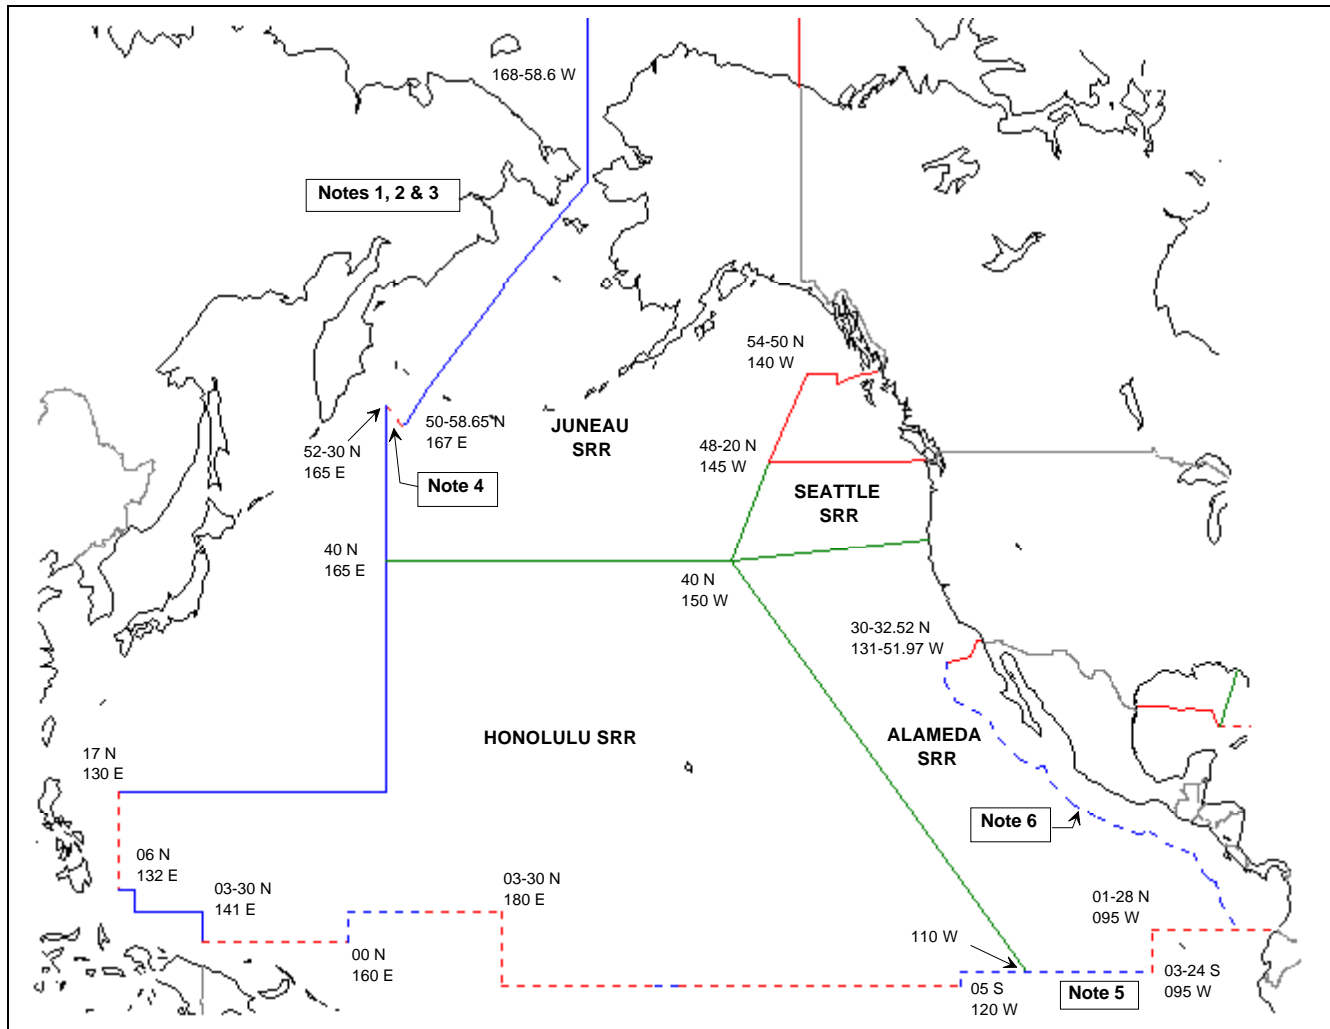 168-58.6 W
Notes 1, 2 & 3
54-50 N
140 W
50-58.65 N
167 E
JUNEAU
SRR
52-30 N
165 E
Note 4
48-20 N
145 W
SEATTLE
SRR
40 N
165 E
40 N
150 W
30-32.52 N
131-51.97 W
HONOLULU SRR
ALAMEDA
SRR
17 N
130 E
Note 6
06 N
132 E
03-30 N
141 E
03-30 N
180 E
01-28 N
095 W
110 W
00 N
160 E
05 S
120 W
Note 5
03-24 S
095 W